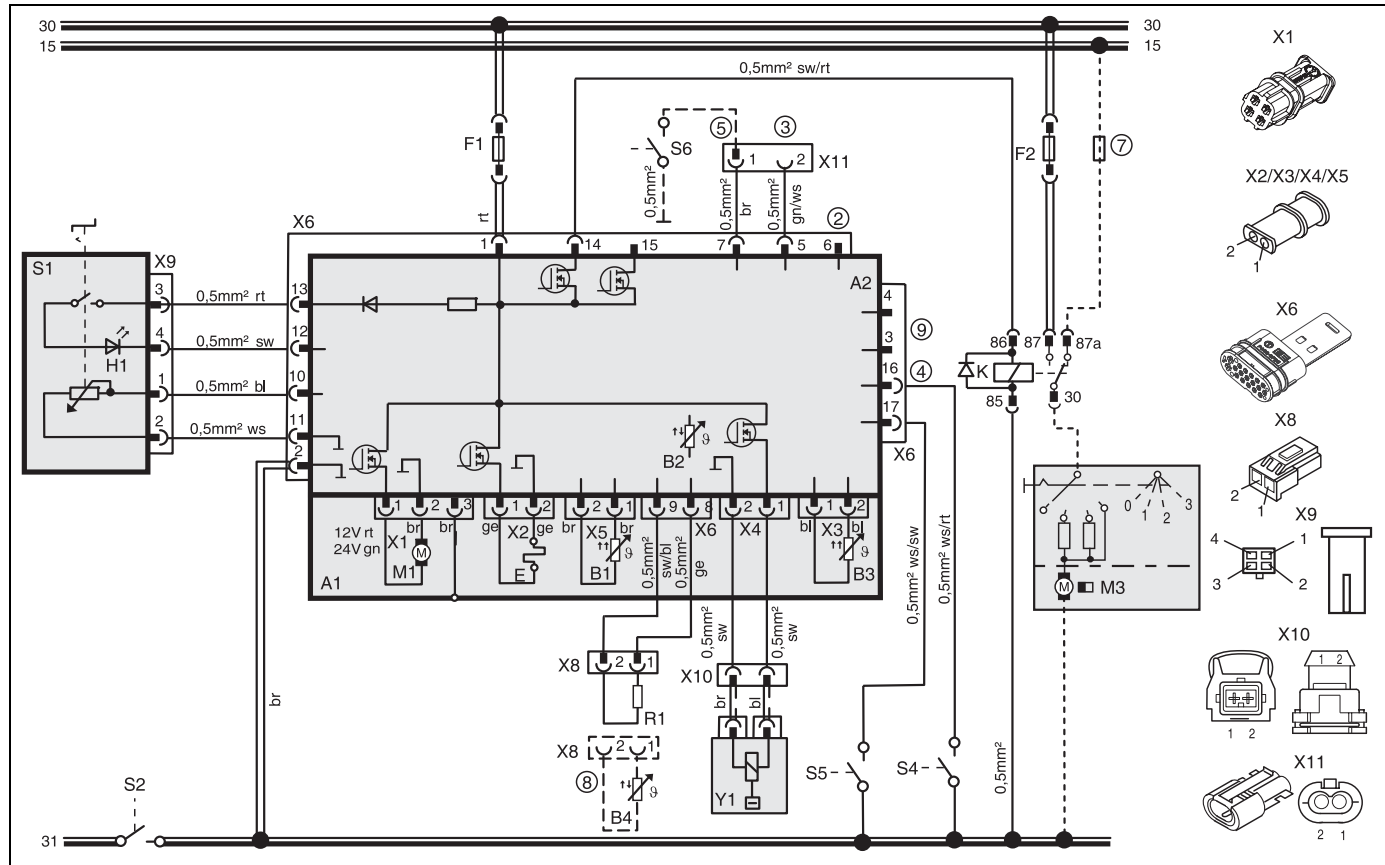 30
30
15
15
X1
0,5mm² sw/rt
F1
S6
0,5mm²
5
3
1
2
X11
F2
7
0,5mm²
br
0,5mm²
gn/ws
X2/X3/X4/X5
2
1
rt
X6
1
14
15
7
5
6
2
S1
X9
A2
3
0,5mm² rt
13
4
9
X6
H1
4
0,5mm² sw
12
3
86
87
87a
1
0,5mm² bl
10
16
4
K
2
0,5mm² ws
11
17
85
30
X8
2
1
2
B2
ϑ
X6
0
1
2
3
1
2
3
1
2
2
1
9
8
2
1
1
2
12V rt
24V gn
X1
br
br
ge
X2
ge
br
X5
br
X6
X4
bl
X3
bl
M
M1
E
B1
ϑ
B3
ϑ
A1
0,5mm²
sw/bl
0,5mm²
ge
0,5mm²
sw
0,5mm²
sw
0,5mm² ws/sw
0,5mm² ws/rt
M
M3
X9
4
1
3
2
X8
2
1
R1
X10
br
bl
X10
1 2
1 2
br
X8
2
1
8
B4
ϑ
Y1
S5
S4
0,5mm²
X11
2 1
S2
31